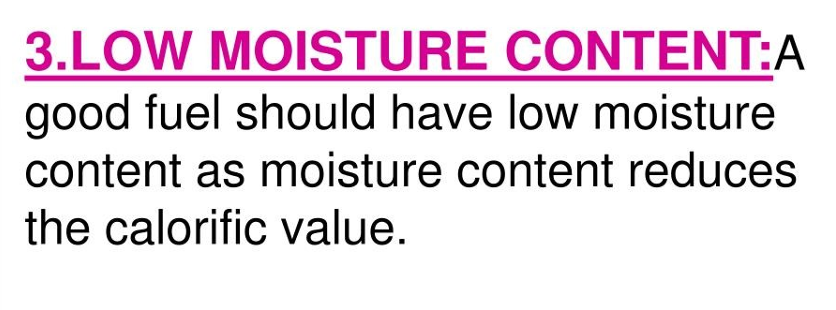 3.LOW MOISTURE CONTENT:A
good fuel should have low moisture
content as moisture content reduces
the calorific value.